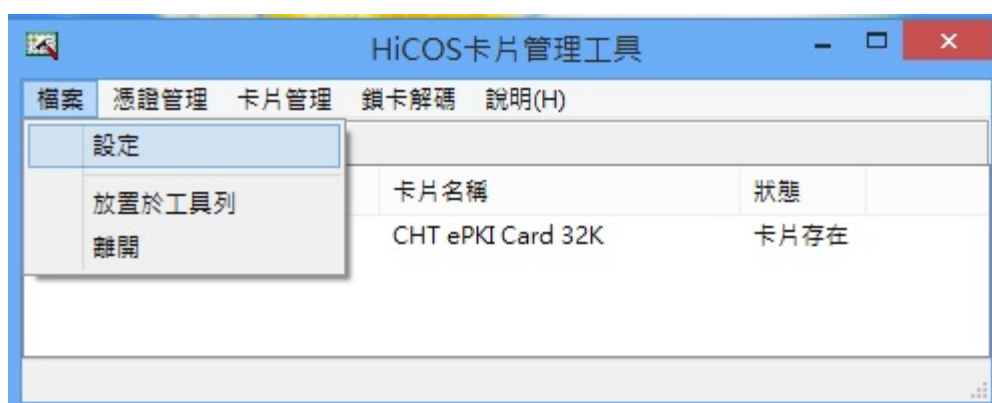 HiCOS卡片管理工具
檔案 憑證管理 卡片管理 鎖卡解碼 說明(H)
設定
放置於工具列
離開
卡片名稱 狀態
CHT ePKI Card 32K 卡片存在